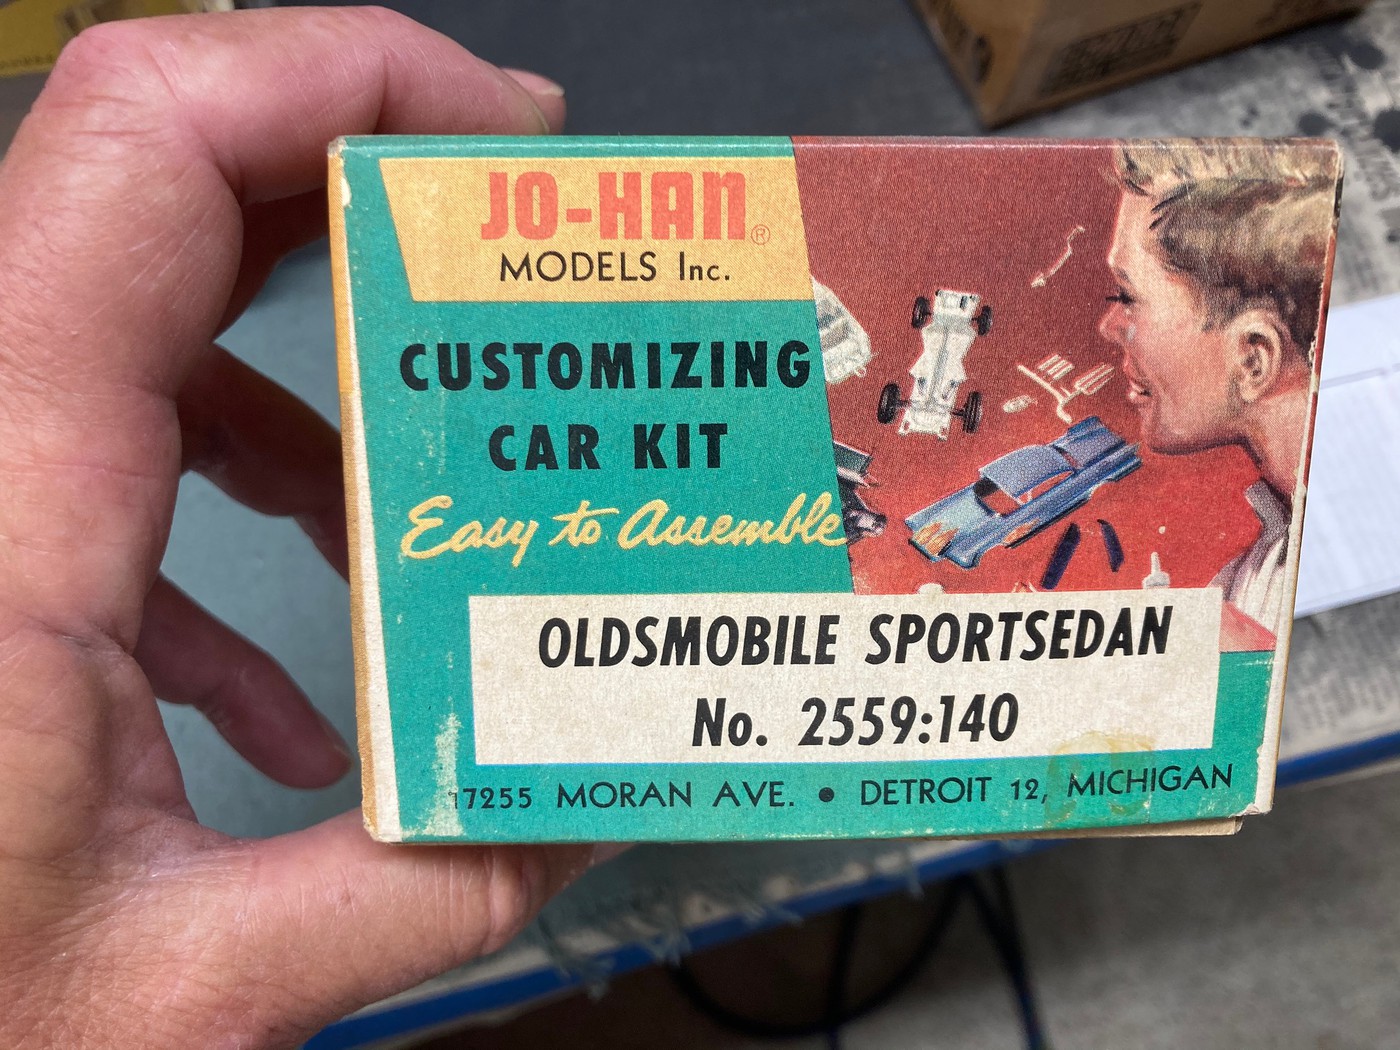 JO-HAN®
MODELS Inc.
CUSTOMIZING
CAR KIT
Easy to Assemble
OLDSMOBILE SPORTSEDAN
No. 2559:140
17255 MORAN AVE. • DETROIT 12, MICHIGAN